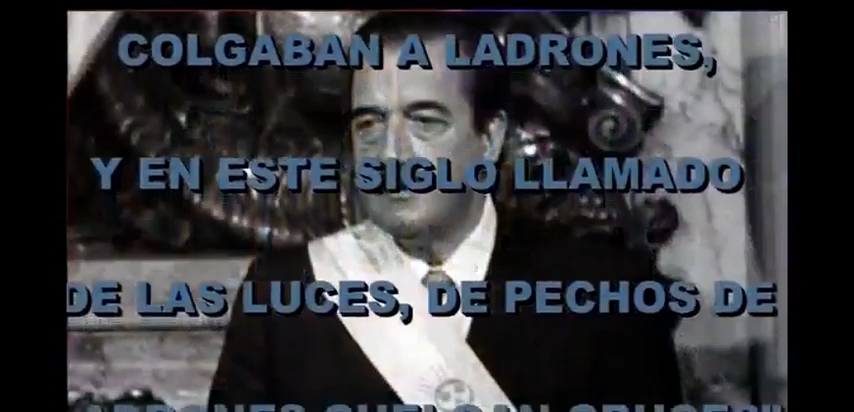 COLGABAN A LADRONES,
Y EN ESTE SIGLO LLAMADO
DE LAS LUCES, DE PECHOS DE